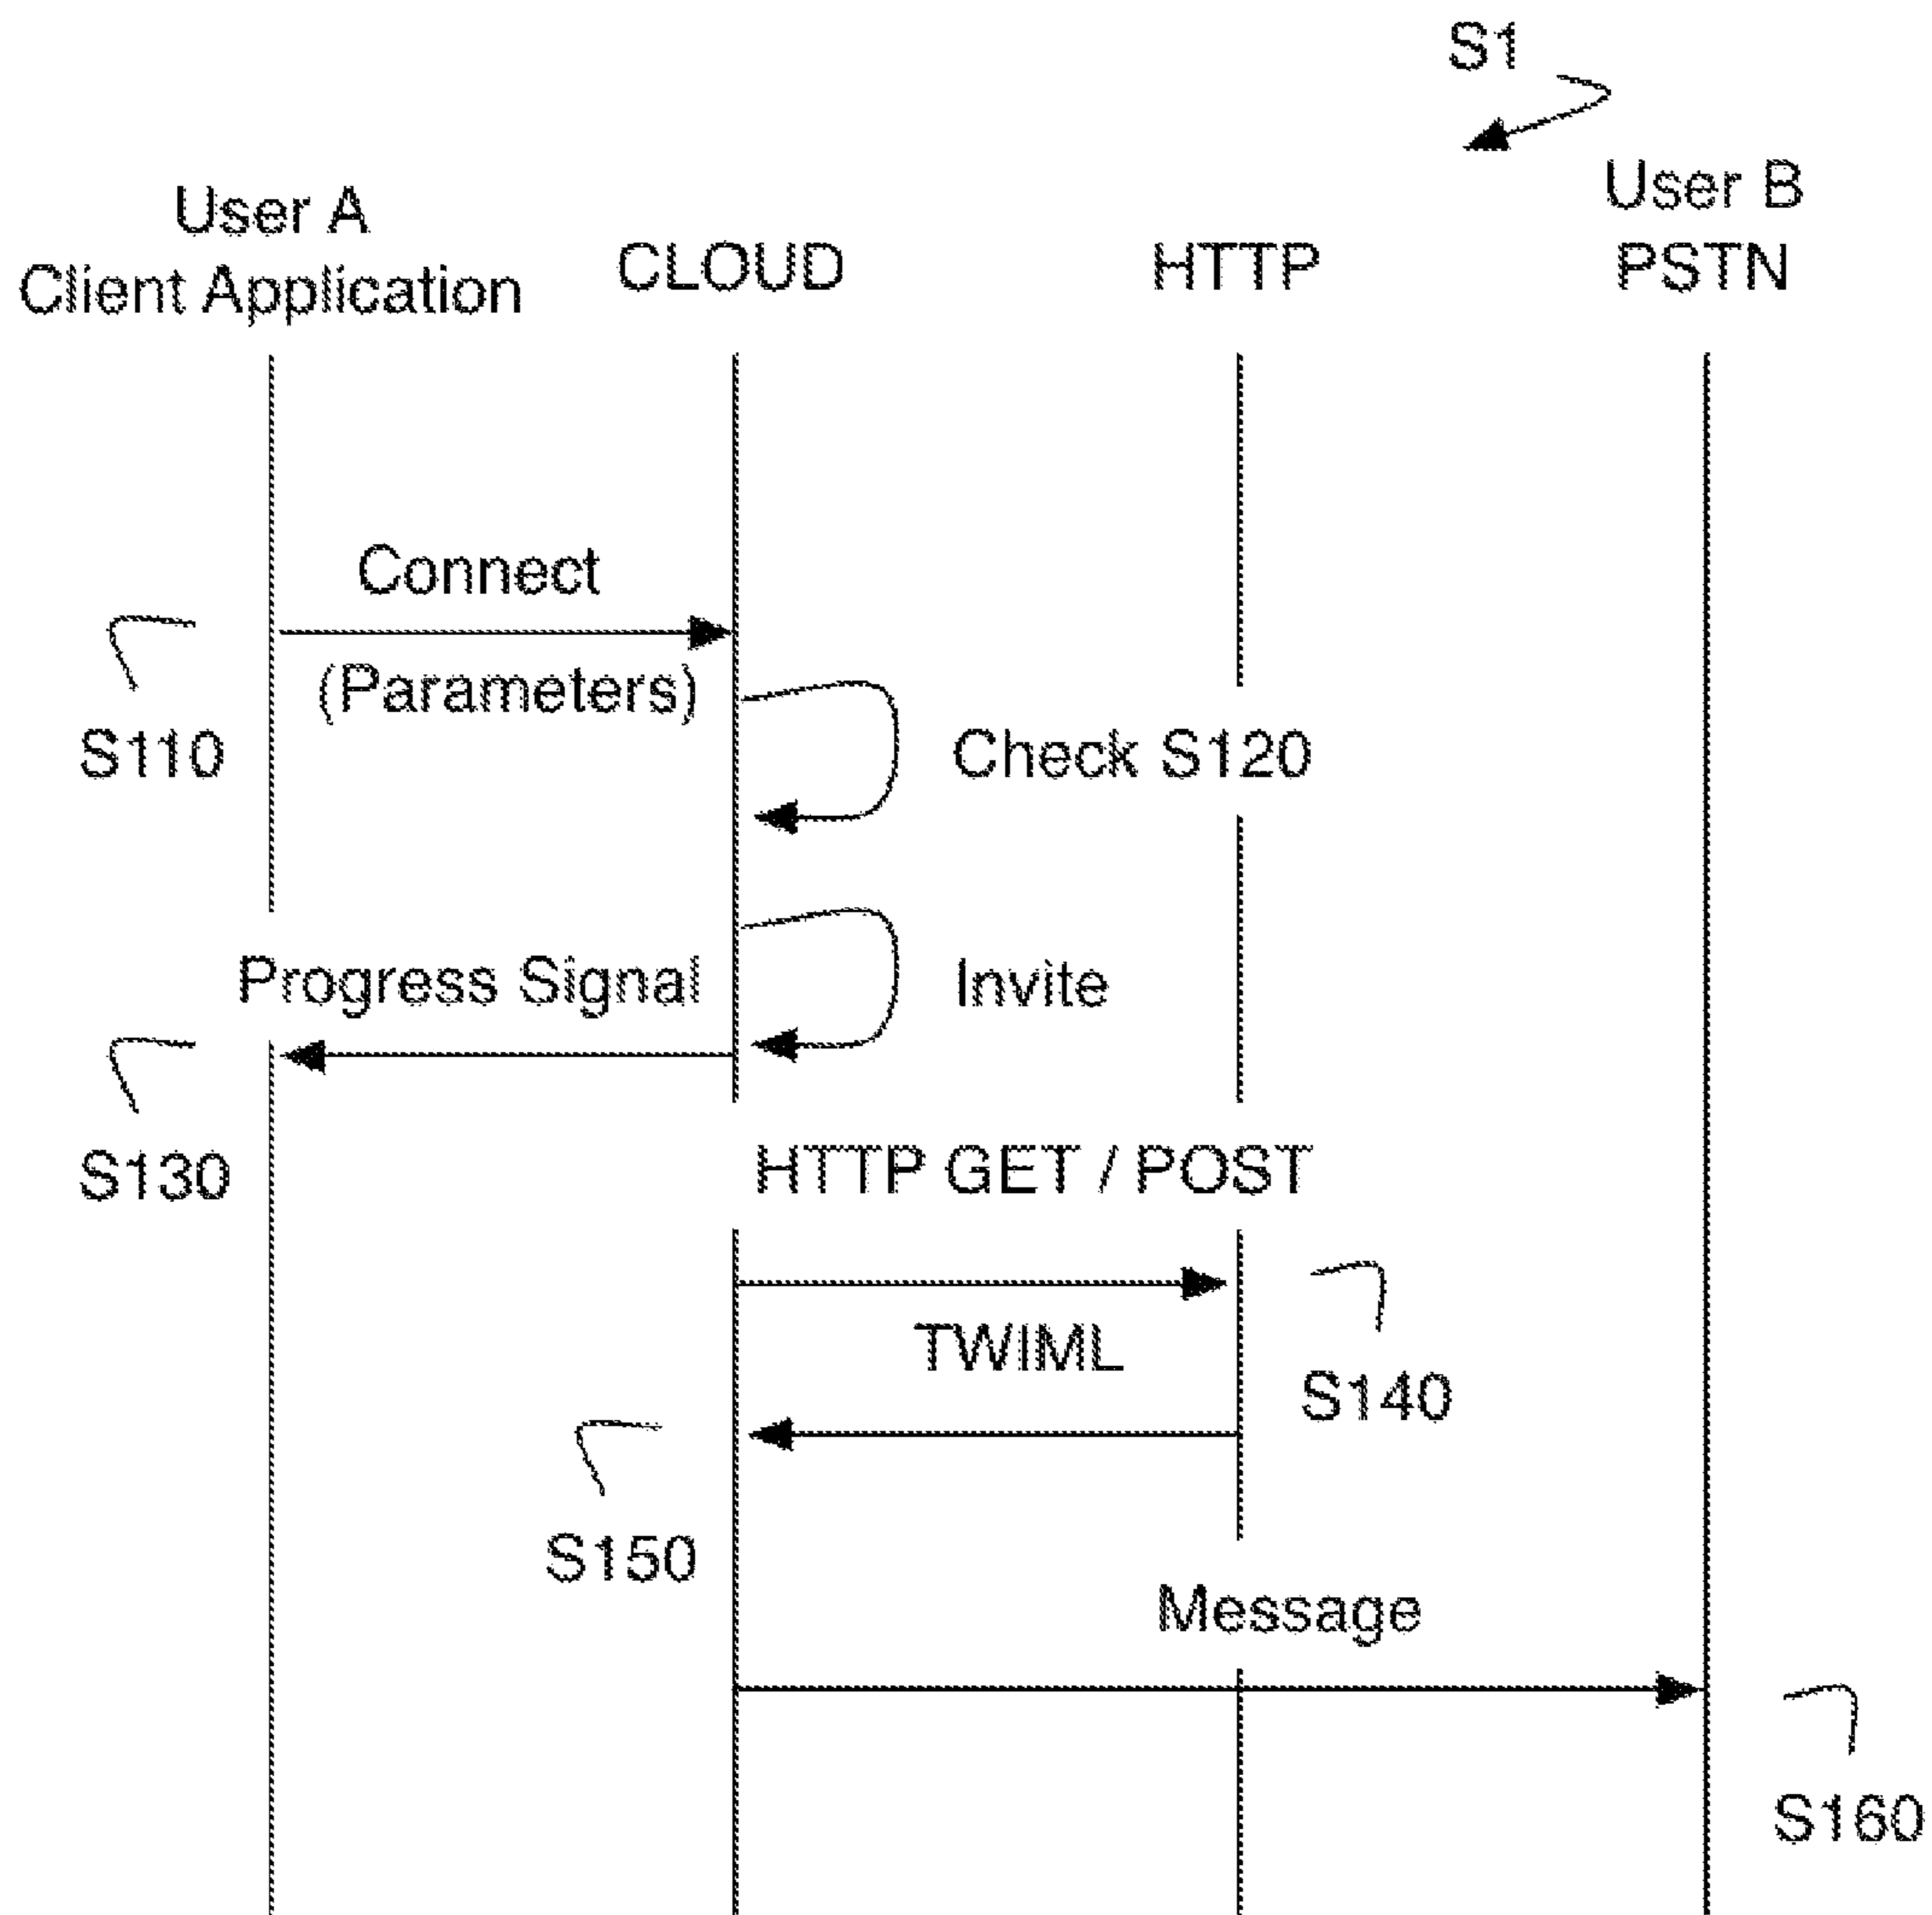 S1
User A
Client Application
CLOUD
HTTP
User B
PSTN
Connect
(Parameters)
S110
Check S120
Progress Signal
Invite
S130
HTTP GET / POST
TWIML
S140
S150
Message
S160